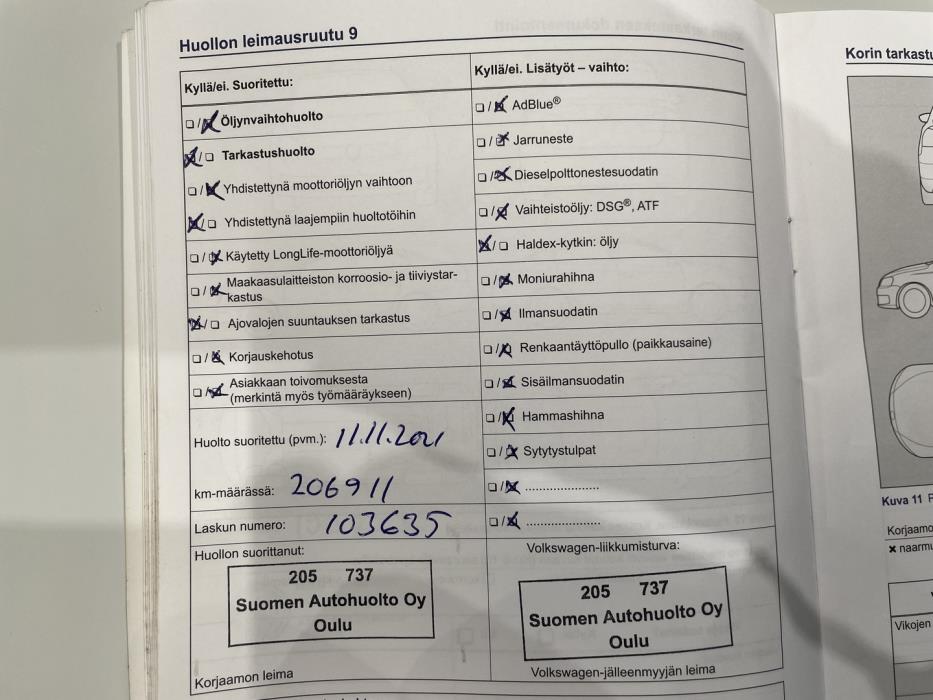 Huollon leimausruutu 9
Kyllä/ei. Suoritettu:
Öljynvaihtohuolto
Tarkastushuolto
Yhdistettynä moottoriöljyn vaihtoon
Yhdistettynä laajempiin huoltotöihin
Käytetty LongLife-moottoriöljyä
Maakaasulaitteiston korroosio- ja tiiviystar-
kastus
Ajovalojen suuntauksen tarkastus
Korjauskehotus
Asiakkaan toivomuksesta
(merkintä myös työmääräykseen)
Huolto suoritettu (pvm.): 11.11.2021
km-määrässä: 206911
Laskun numero: 103635
Huollon suorittanut:
205 737
Suomen Autohuolto Oy
Oulu
Korjaamon leima
Kyllä/ei. Lisätyöt – vaihto:
AdBlue®
Jarruneste
Dieselpolttonestesuodatin
Vaihteistoöljy: DSG®, ATF
Haldex-kytkin: öljy
Moniurahihna
Ilmansuodatin
Renkaantäyttöpullo (paikkausaine)
Sisäilmansuodatin
Hammashihna
Sytytystulpat
Volkswagen-liikkumisturva:
205 737
Suomen Autohuolto Oy
Oulu
Volkswagen-jälleenmyyjän leima
Korin
Kuva 11
Vikojen